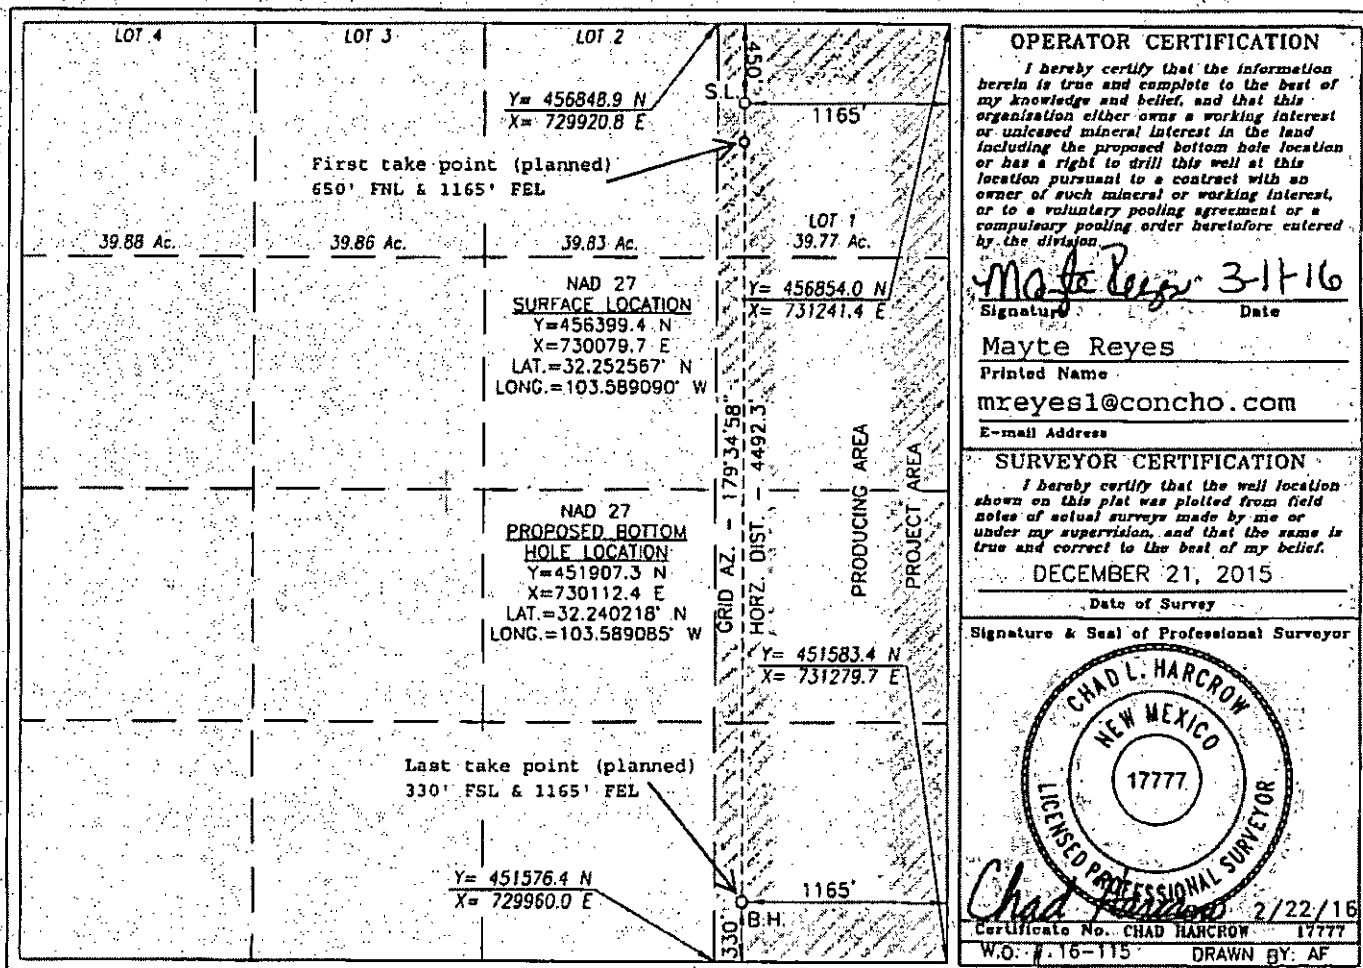 LOT 4
LOT 3
LOT 2
450'
S.L.
1165'
Y= 456848.9 N
X= 729920.8 E
First take point (planned)
650' FNL & 1165' FEL
LOT 1
39.88 Ac.
39.86 Ac.
39.83 Ac.
39.77 Ac.
NAD 27
SURFACE LOCATION
Y=456399.4 N
X=730079.7 E
LAT.=32.252567° N
LONG.=103.589090° W
Y= 456854.0 N
X= 731241.4 E
GRID AZ. - 179°34'58"
HORZ. DIST. - 4492.3
PRODUCING AREA
PROJECT AREA
NAD 27
PROPOSED BOTTOM
HOLE LOCATION
Y=451907.3 N
X=730112.4 E
LAT.=32.240218° N
LONG.=103.589085° W
Y= 451583.4 N
X= 731279.7 E
Last take point (planned)
330' FSL & 1165' FEL
Y= 451576.4 N
X= 729960.0 E
1165'
B.H.
330'
OPERATOR CERTIFICATION
I hereby certify that the information
herein is true and complete to the best of
my knowledge and belief, and that this
organization either owns a working interest
or unleased mineral interest in the land
including the proposed bottom hole location
or has a right to drill this well at this
location pursuant to a contract with an
owner of such mineral or working interest,
or to a voluntary pooling agreement or a
compulsory pooling order heretofore entered
by the division.
Mayte Reyes 3-11-16
Signature Date
Mayte Reyes
Printed Name
mreyes1@concho.com
E-mail Address
SURVEYOR CERTIFICATION
I hereby certify that the well location
shown on this plat was plotted from field
notes of actual surveys made by me or
under my supervision, and that the same is
true and correct to the best of my belief.
DECEMBER 21, 2015
Date of Survey
Signature & Seal of Professional Surveyor
CHAD L. HARCROW
NEW MEXICO
17777
LICENSED PROFESSIONAL SURVEYOR
Chad Harcrow 2/22/16
Certificate No. CHAD HARCROW 17777
W.O. # 16-115 DRAWN BY: AF